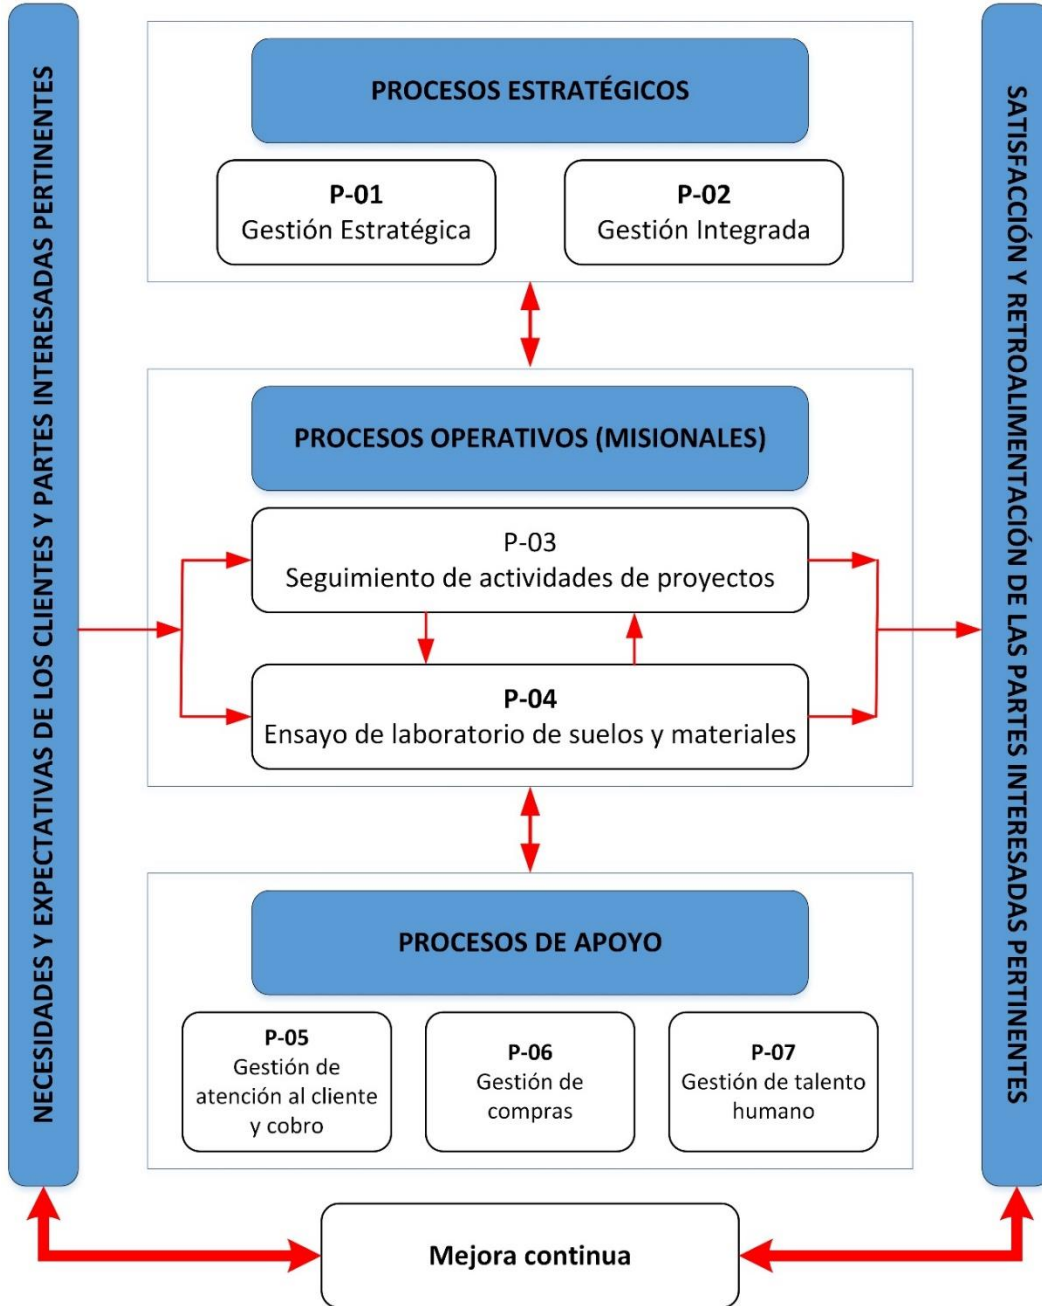 NECESIDADES Y EXPECTATIVAS DE LOS CLIENTES Y PARTES INTERESADAS PERTINENTES
PROCESOS ESTRATÉGICOS
P-01
Gestión Estratégica
P-02
Gestión Integrada
PROCESOS OPERATIVOS (MISIONALES)
P-03
Seguimiento de actividades de proyectos
P-04
Ensayo de laboratorio de suelos y materiales
PROCESOS DE APOYO
P-05
Gestión de
atención al cliente
y cobro
P-06
Gestión de
compras
P-07
Gestión de talento
humano
SATISFACCIÓN Y RETROALIMENTACIÓN DE LAS PARTES INTERESADAS PERTINENTES
Mejora continua